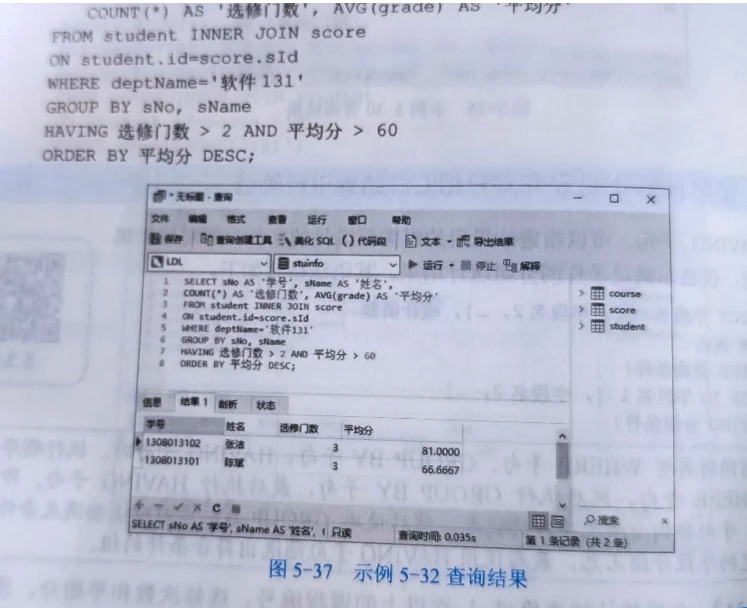 COUNT(*) AS '选修门数', AVG(grade) AS '平均分'
FROM student INNER JOIN score
ON student.id=score.sId
WHERE deptName='软件131'
GROUP BY sNo, sName
HAVING 选修门数 > 2 AND 平均分 > 60
ORDER BY 平均分 DESC;
* 无标题 - 查询
文件 编辑 格式 查看 运行 窗口 帮助
保存 查询创建工具 美化 SQL () 代码段 文本 导出结果
LDL stuinfo 运行 停止 解释
1 SELECT sNo AS '学号', sName AS '姓名',
2 COUNT(*) AS '选修门数', AVG(grade) AS '平均分'
3 FROM student INNER JOIN score
4 ON student.id=score.sId
5 WHERE deptName='软件131'
6 GROUP BY sNo, sName
7 HAVING 选修门数 > 2 AND 平均分 > 60
8 ORDER BY 平均分 DESC;
course
score
student
信息 结果 1 剖析 状态
学号 姓名 选修门数 平均分
1308013102 张洁 3 81.0000
1308013101 陈斌 3 66.6667
搜索
SELECT sNo AS '学号', sName AS '姓名', 只读 查询时间: 0.035s 第 1 条记录 (共 2 条)
图 5-37 示例 5-32 查询结果